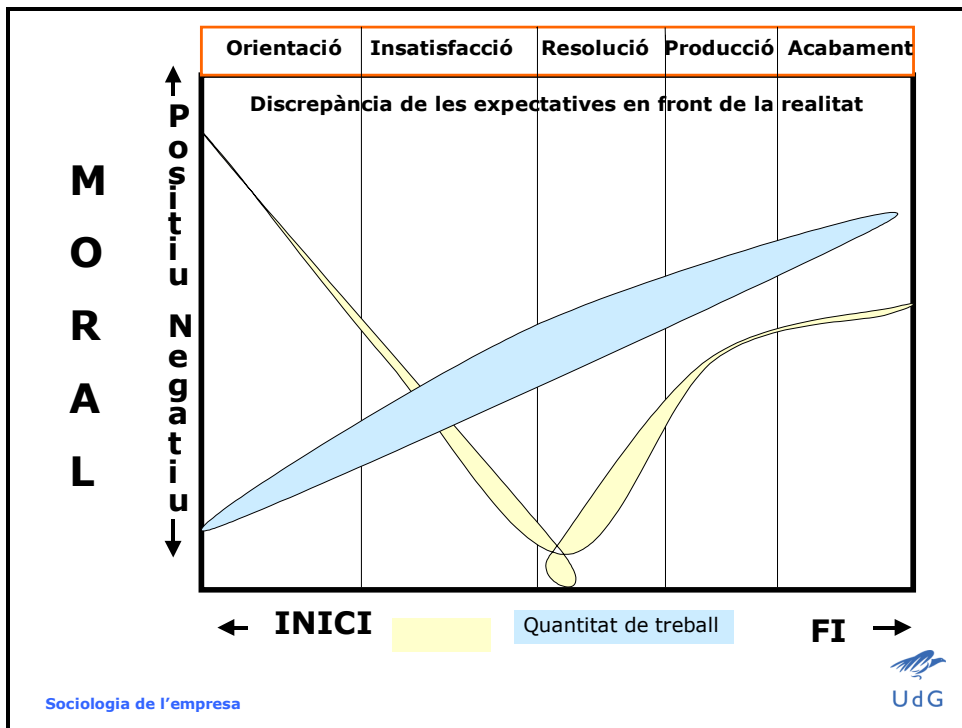 Orientació Insatisfacció Resolució Producció Acabament
Discrepància de les expectatives en front de la realitat
MORAL
Positiu Negatiu
INICI
Quantitat de treball
FI
Sociologia de l’empresa
UdG